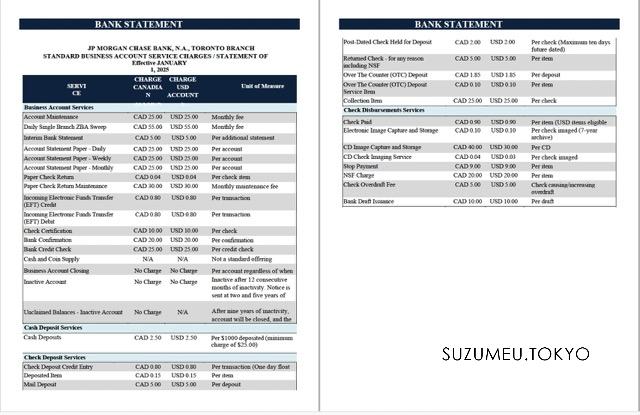 BANK STATEMENT
JP MORGAN CHASE BANK, N.A., TORONTO BRANCH
STANDARD BUSINESS ACCOUNT SERVICE CHARGES / STATEMENT OF
Effective JANUARY
1, 2025
SERVI
CE
CHARGE
CANADIA
N
CHARGE
USD
ACCOUNT
Unit of Measure
Business Account Services
Account Maintenance CAD 25.00 USD 25.00 Monthly fee
Daily Single Branch ZBA Sweep CAD 55.00 USD 55.00 Monthly fee
Interim Bank Statement CAD 5.00 USD 5.00 Per additional statement
Account Statement Paper - Daily CAD 25.00 USD 25.00 Per account
Account Statement Paper - Weekly CAD 25.00 USD 25.00 Per account
Account Statement Paper - Monthly CAD 25.00 USD 25.00 Per account
Paper Check Return CAD 0.04 USD 0.04 Per check item
Paper Check Return Maintenance CAD 30.00 USD 30.00 Monthly maintenance fee
Incoming Electronic Funds Transfer CAD 0.80 USD 0.80 Per transaction
(EFT) Credit
Incoming Electronic Funds Transfer CAD 0.80 USD 0.80 Per transaction
(EFT) Debit
Check Certification CAD 10.00 USD 10.00 Per check
Bank Confirmation CAD 20.00 USD 20.00 Per confirmation
Bank Credit Check CAD 25.00 USD 25.00 Per credit check
Cash and Coin Supply N/A N/A Not a standard offering
Business Account Closing No Charge No Charge Per account regardless of when
Inactive Account No Charge No Charge Inactive after 12 consecutive
months of inactivity. Notice is
sent at two and five years of
Unclaimed Balances - Inactive Account No Charge N/A After nine years of inactivity,
account will be closed, and the
Cash Deposit Services
Cash Deposits CAD 2.50 USD 2.50 Per $1000 deposited (minimum
charge of $25.00)
Check Deposit Services
Check Deposit Credit Entry CAD 0.80 USD 0.80 Per transaction (One day float
Deposited Item CAD 0.15 USD 0.15 Per item
Mail Deposit CAD 5.00 USD 5.00 Per deposit
BANK STATEMENT
Post-Dated Check Held for Deposit CAD 2.00 USD 2.00 Per check (Maximum ten days
future dated)
Returned Check - for any reason CAD 5.00 USD 5.00 Per item
including NSF
Over The Counter (OTC) Deposit CAD 1.85 USD 1.85 Per deposit
Over The Counter (OTC) Deposit CAD 0.10 USD 0.10 Per item
Service Item
Collection Item CAD 25.00 USD 25.00 Per check
Check Disbursements Services
Check Paid CAD 0.90 USD 0.90 Per item (USD items eligible
Electronic Image Capture and Storage CAD 0.10 USD 0.10 Per check imaged (7-year
archive)
CD Image Capture and Storage CAD 40.00 USD 30.00 Per CD
CD Check Imaging Service CAD 0.04 USD 0.03 Per check imaged
Stop Payment CAD 9.00 USD 9.00 Per item
NSF Charge CAD 20.00 USD 20.00 Per item
Check Overdraft Fee CAD 5.00 USD 5.00 Check causing/increasing
overdraft
Bank Draft Issuance CAD 10.00 USD 10.00 Per draft
SUZUMEU.TOKYO